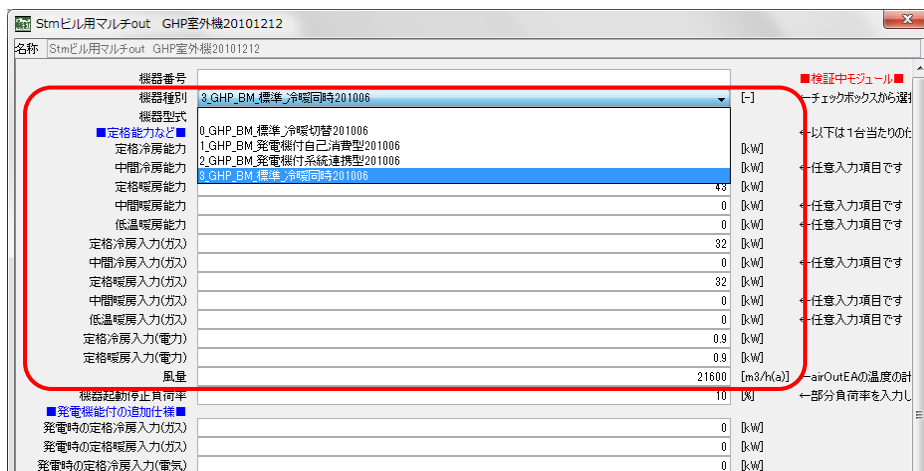 Stmビル用マルチout GHP室外機20101212
名称 Stmビル用マルチout GHP室外機20101212
機器番号 ■検証中モジュール■
機器種別 3_GHP_BM_標準_冷暖同時201006 [-] ←チェックボックスから選
機器型式
0_GHP_BM_標準_冷暖切替201006
■定格能力など■ ←以下は1台当たりの
1_GHP_BM_発電機付自己消費型201006
定格冷房能力 [kW]
2_GHP_BM_発電機付系統連携型201006
中間冷房能力 [kW] ←任意入力項目です
3_GHP_BM_標準_冷暖同時201006
定格暖房能力 43 [kW]
中間暖房能力 0 [kW] ←任意入力項目です
低温暖房能力 0 [kW] ←任意入力項目です
定格冷房入力(ガス) 32 [kW]
中間冷房入力(ガス) 0 [kW] ←任意入力項目です
定格暖房入力(ガス) 32 [kW]
中間暖房入力(ガス) 0 [kW] ←任意入力項目です
低温暖房入力(ガス) 0 [kW] ←任意入力項目です
定格冷房入力(電力) 0.9 [kW]
定格暖房入力(電力) 0.9 [kW]
風量 21600 [m3/h(a)] ←airOutEAの温度の計
機器起動停止負荷率 10 [%] ←部分負荷率を入力し
■発電機能付の追加仕様■
発電時の定格冷房入力(ガス) 0 [kW]
発電時の定格暖房入力(ガス) 0 [kW]
発電時の定格冷房入力(電気) 0 [kW]